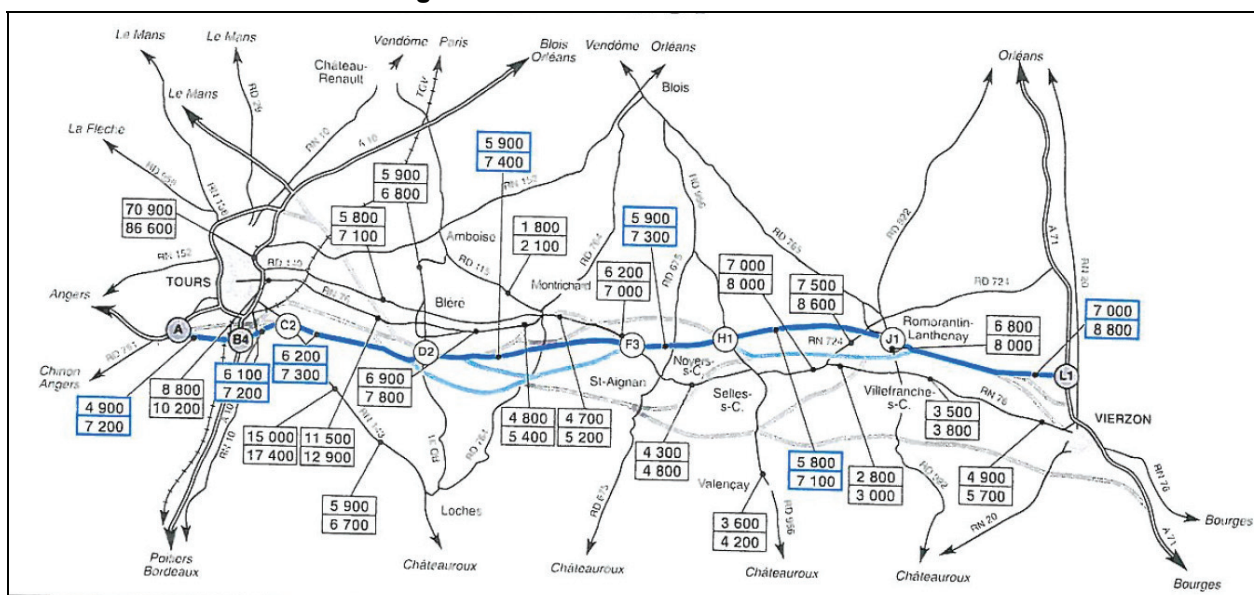 Le Mans
Le Mans
Vendôme
Paris
Blois
Orléans
Vendôme
Orléans
Orléans
Château-
Renault
Blois
Le Mans
La Fleche
TGV
RD 29
RN 10
A 10
RD 959
RN 158
RN 152
5 900
7 400
5 900
6 800
5 800
7 100
70 900
86 600
1 800
2 100
5 900
7 300
RD 764
RD 956
RD 675
RD 765
RD 922
A 71
RN 20
Amboise
RN 152
RD 140
RD 115
TOURS
RN 76
Bléré
Montrichard
6 200
7 000
7 000
8 000
7 500
8 600
RD 724
Angers
A
B4
C2
D2
F3
H1
J1
L1
Romorantin-
Lanthenay
6 800
8 000
7 000
8 800
RN 724
RD 751
Chinon
Angers
4 900
7 200
8 800
10 200
6 100
7 200
6 200
7 300
6 900
7 800
4 800
5 400
4 700
5 200
St-Aignan
Noyers-
s-C.
Selles-
s-C.
Villefranche-
s-C.
RN 76
VIERZON
3 500
3 800
15 000
17 400
11 500
12 900
A 10
RN 10
RN 143
RD 31
RD 764
4 300
4 800
5 800
7 100
2 800
3 000
4 900
5 700
5 900
6 700
Loches
Valençay
RD 675
3 600
4 200
RD 956
RN 20
RN 76
A 71
Bourges
Poitiers
Bordeaux
Châteauroux
Châteauroux
Châteauroux
Châteauroux
Bourges